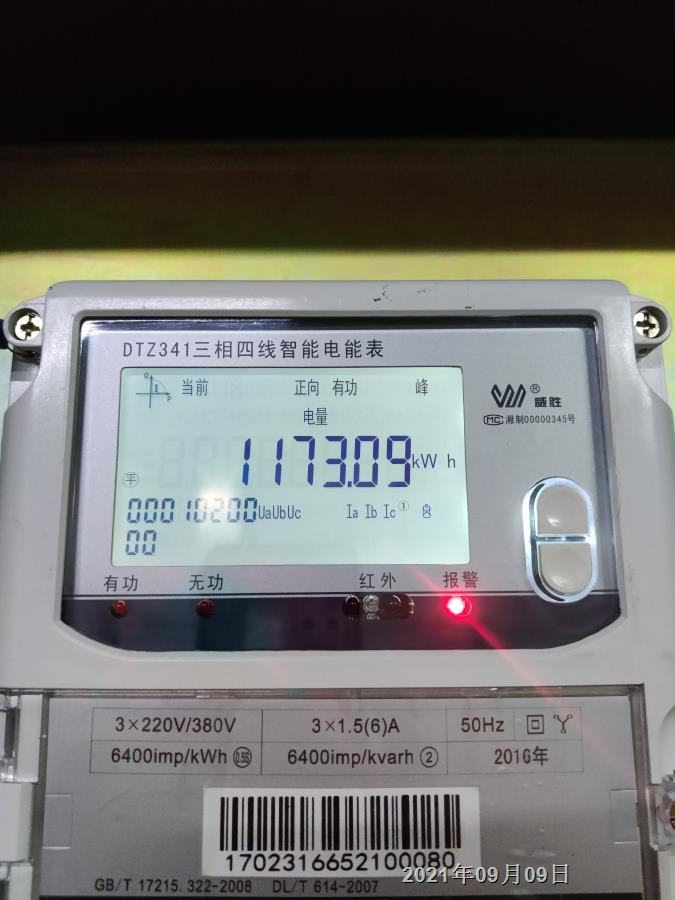 DTZ341三相四线智能电能表
当前 正向 有功 峰
电量
1173.09 kWh
平
00010200 UaUbUc Ia Ib Ic ①
00
威胜®
MC 湘制00000345号
有功 无功 红外 报警
3×220V/380V 3×1.5(6)A 50Hz
6400imp/kWh 0.5S 6400imp/kvarh ② 2016年
1702316652100080
GB/T 17215.322-2008 DL/T 614-2007
2021年09月09日